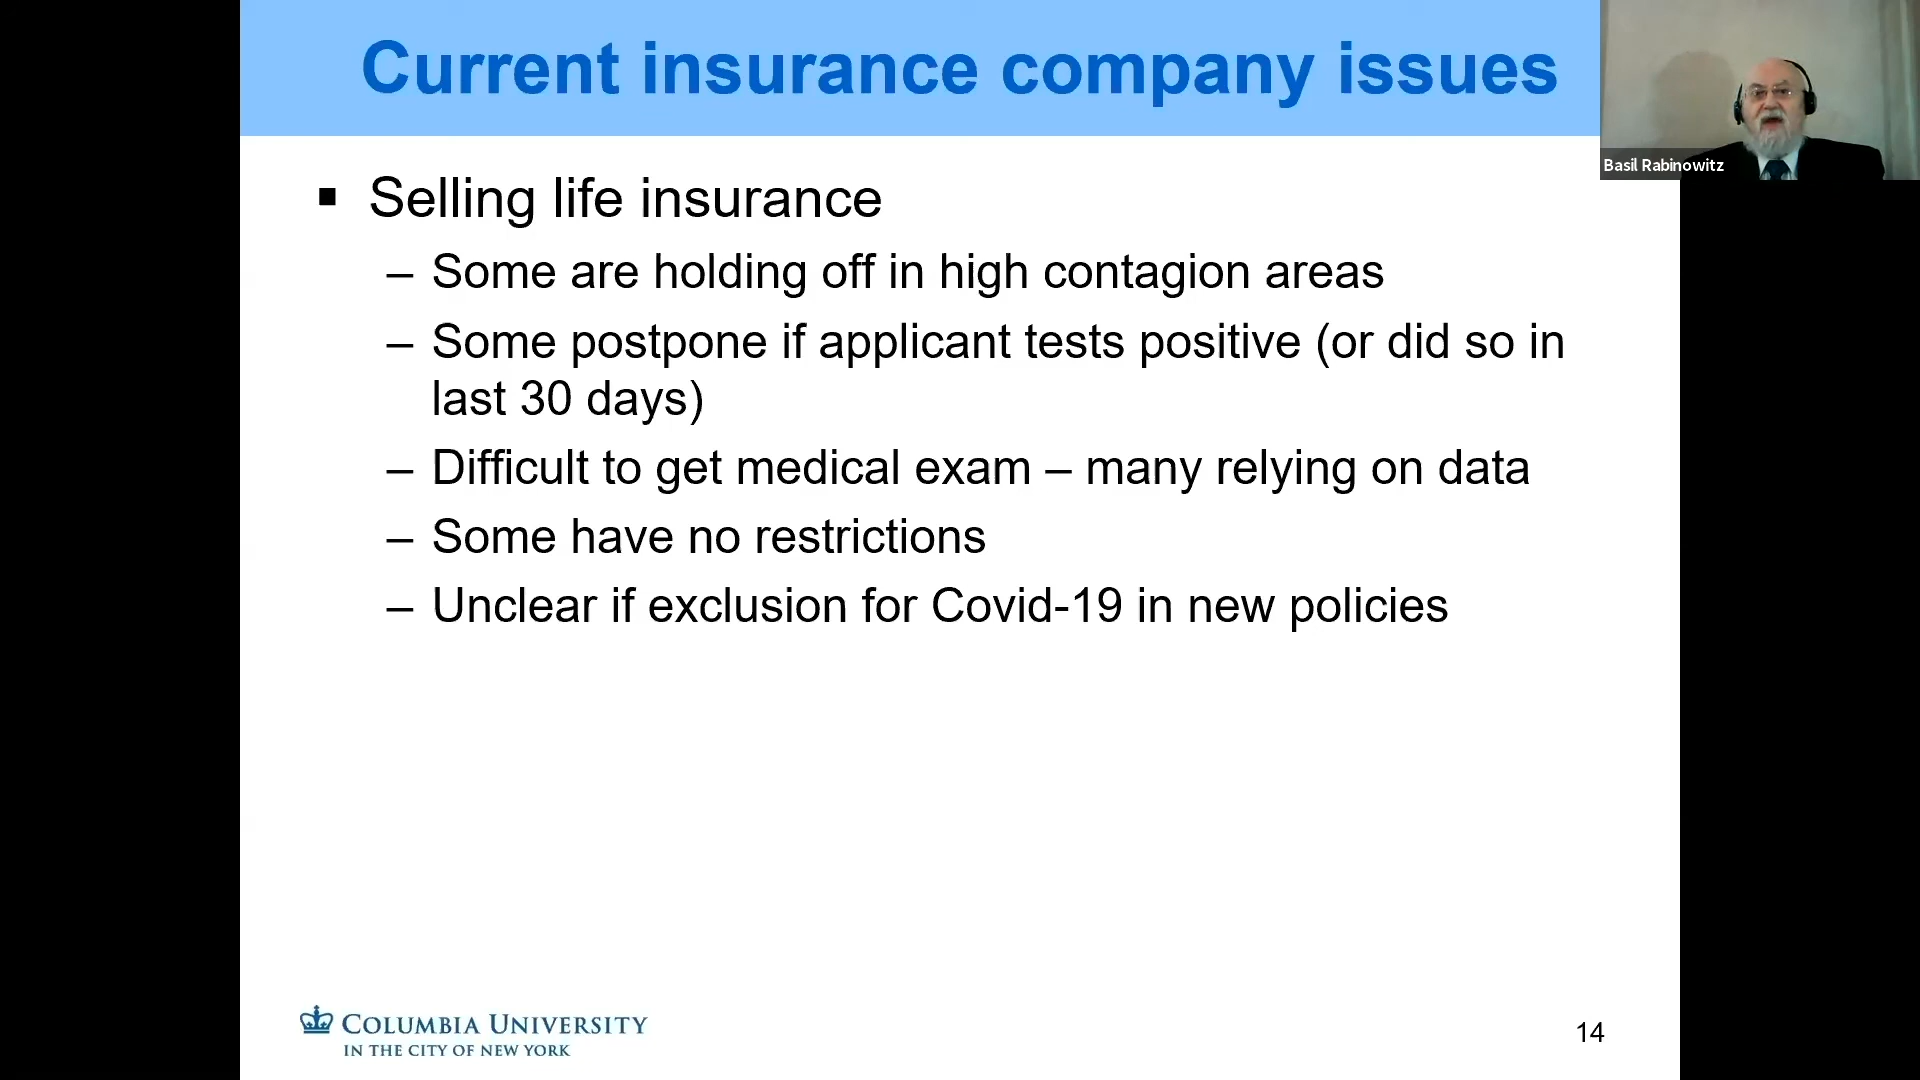 Current insurance company issues
Basil Rabinowitz
▪ Selling life insurance
– Some are holding off in high contagion areas
– Some postpone if applicant tests positive (or did so in
last 30 days)
– Difficult to get medical exam – many relying on data
– Some have no restrictions
– Unclear if exclusion for Covid-19 in new policies
COLUMBIA UNIVERSITY
IN THE CITY OF NEW YORK
14